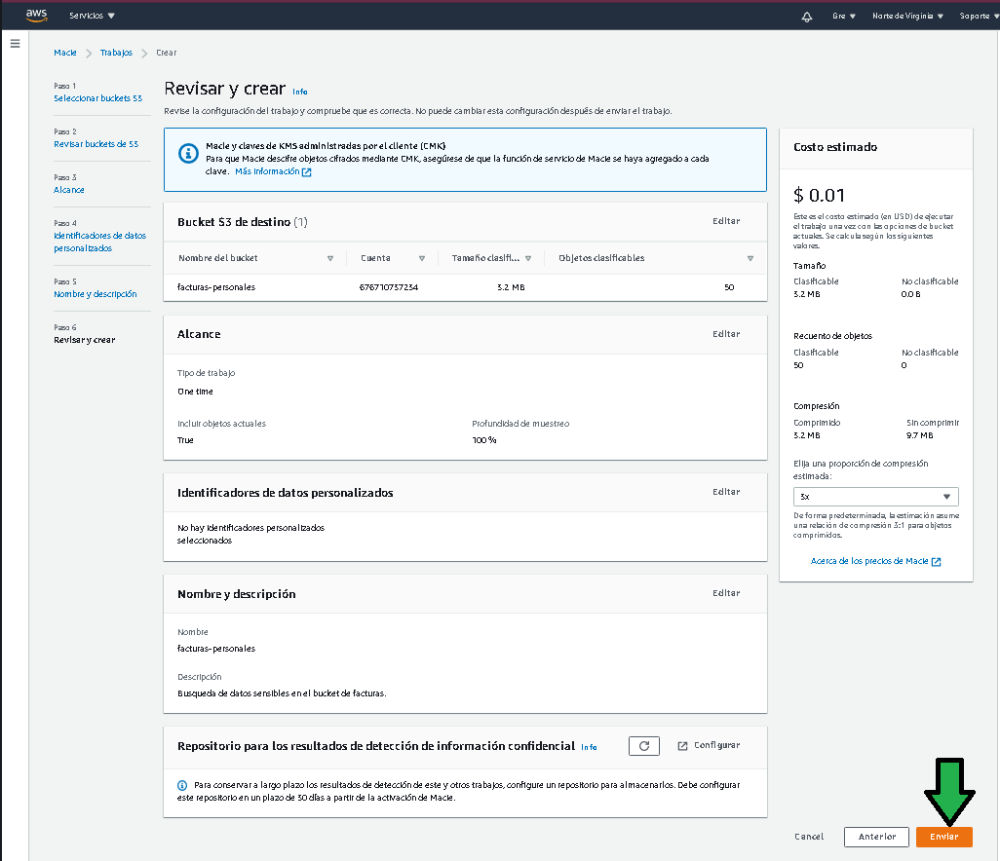 aws Servicios Gre Norte de Virginia Soporte
Macie Trabajos Crear
Paso 1
Seleccionar buckets S3
Paso 2
Revisar buckets de S3
Paso 3
Alcance
Paso 4
Identificadores de datos
personalizados
Paso 5
Nombre y descripción
Paso 6
Revisar y crear
Revisar y crear Info
Revise la configuración del trabajo y compruebe que es correcta. No puede cambiar esta configuración después de enviar el trabajo.
Macie y claves de KMS administradas por el cliente (CMK)
Para que Macie descifre objetos cifrados mediante CMK, asegúrese de que la función de servicio de Macie se haya agregado a cada
clave. Más información
Bucket S3 de destino (1) Editar
Nombre del bucket Cuenta Tamaño clasifi... Objetos clasificables
facturas-personales 676710737234 3.2 MB 50
Alcance Editar
Tipo de trabajo
One time
Incluir objetos actuales Profundidad de muestreo
True 100 %
Identificadores de datos personalizados Editar
No hay identificadores personalizados
seleccionados
Nombre y descripción Editar
Nombre
facturas-personales
Descripción
Busqueda de datos sensibles en el bucket de facturas.
Repositorio para los resultados de detección de información confidencial Info Configurar
Para conservar a largo plazo los resultados de detección de este y otros trabajos, configure un repositorio para almacenarlos. Debe configurar
este repositorio en un plazo de 30 días a partir de la activación de Macie.
Costo estimado
$ 0.01
Este es el costo estimado (en USD) de ejecutar
el trabajo una vez con las opciones de bucket
actuales. Se calcula según los siguientes
valores.
Tamaño
Clasificable No clasificable
3.2 MB 0.0 B
Recuento de objetos
Clasificable No clasificable
50 0
Compresión
Comprimido Sin comprimir
3.2 MB 9.7 MB
Elija una proporción de compresión
estimada:
3x
De forma predeterminada, la estimación asume
una relación de compresión 3:1 para objetos
comprimidos.
Acerca de los precios de Macie
Cancel Anterior Enviar